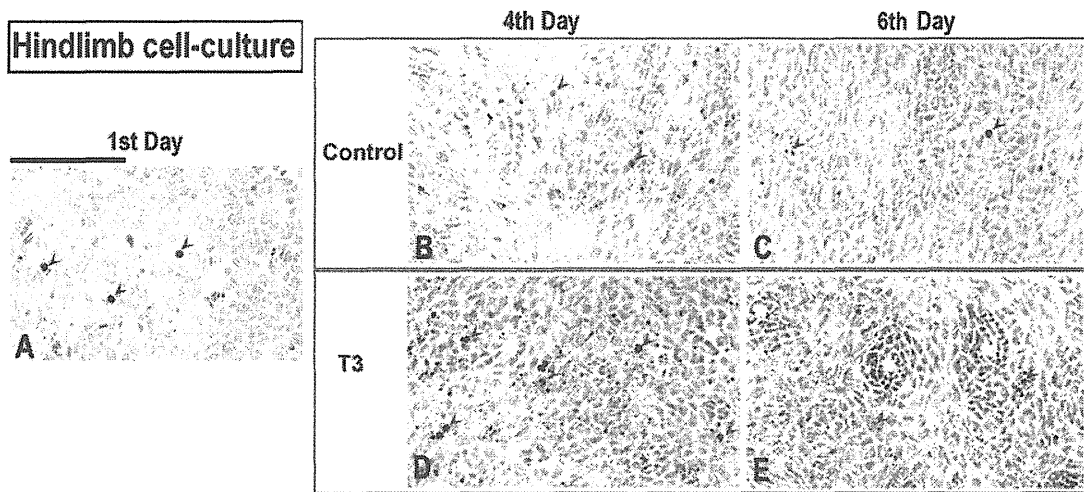 4th Day
6th Day
Hindlimb cell-culture
1st Day
Control
B
C
A
T3
D
E